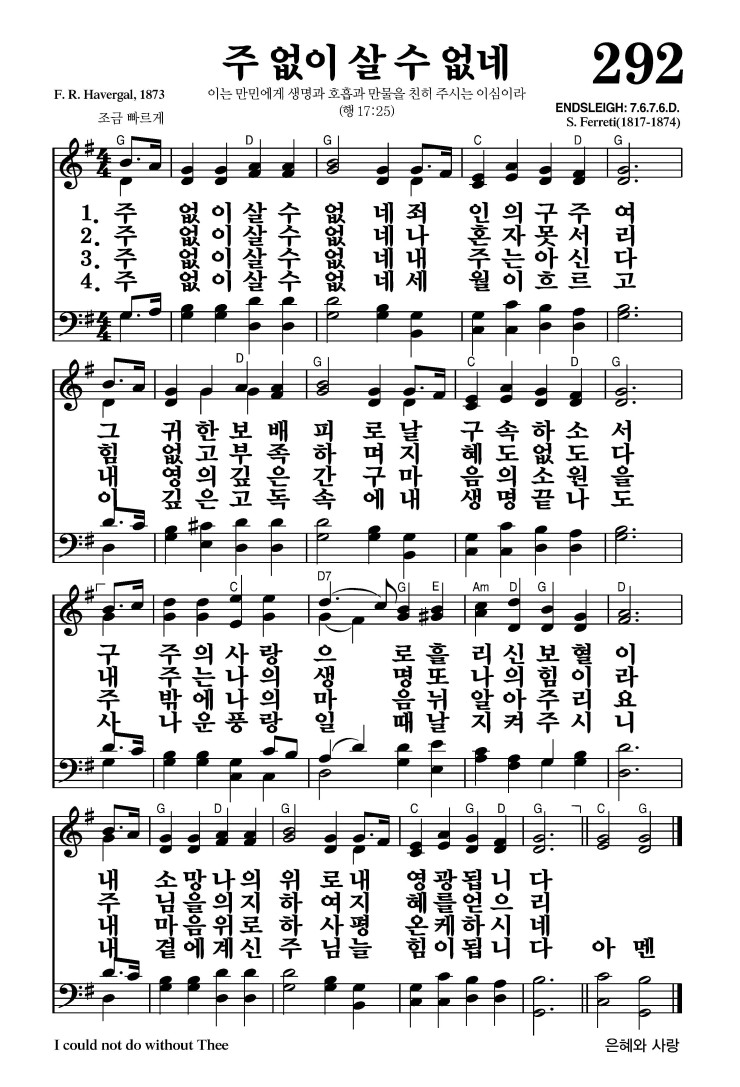 주 없이 살 수 없네
292
F. R. Havergal, 1873
이는 만민에게 생명과 호흡과 만물을 친히 주시는 이심이라
(행 17:25)
ENDSLEIGH: 7.6.7.6.D.
S. Ferreti(1817-1874)
조금 빠르게
G D G C D G
1. 주 없 이 살 수 없 네 죄 인 의 구 주 여
2. 주 없 이 살 수 없 네 나 혼 자 못 서 리
3. 주 없 이 살 수 없 네 내 주 는 아 신 다
4. 주 없 이 살 수 없 네 세 월 이 흐 르 고
D G C D G
그 귀 한 보 배 피 로 날 구 속 하 소 서
힘 없 고 부 족 하 며 지 혜 도 없 도 다
내 영 의 깊 은 간 구 마 음 의 소 원 을
이 깊 은 고 독 속 에 내 생 명 끝 나 도
C D7 G E Am D G D
구 주 의 사 랑 으 로 흘 리 신 보 혈 이
내 주 는 나 의 생 명 또 나 의 힘 이 라
주 밖 에 나 의 마 음 뉘 알 아 주 리 요
사 나 운 풍 랑 일 때 날 지 켜 주 시 니
G D G C G D G C G
내 소 망 나 의 위 로 내 영 광 됩 니 다
주 님 을 의 지 하 여 지 혜 를 얻 으 리
내 마 음 위 로 하 사 평 온 케 하 시 네
내 곁 에 계 신 주 님 늘 힘 이 됩 니 다 아 멘
I could not do without Thee
은혜와 사랑